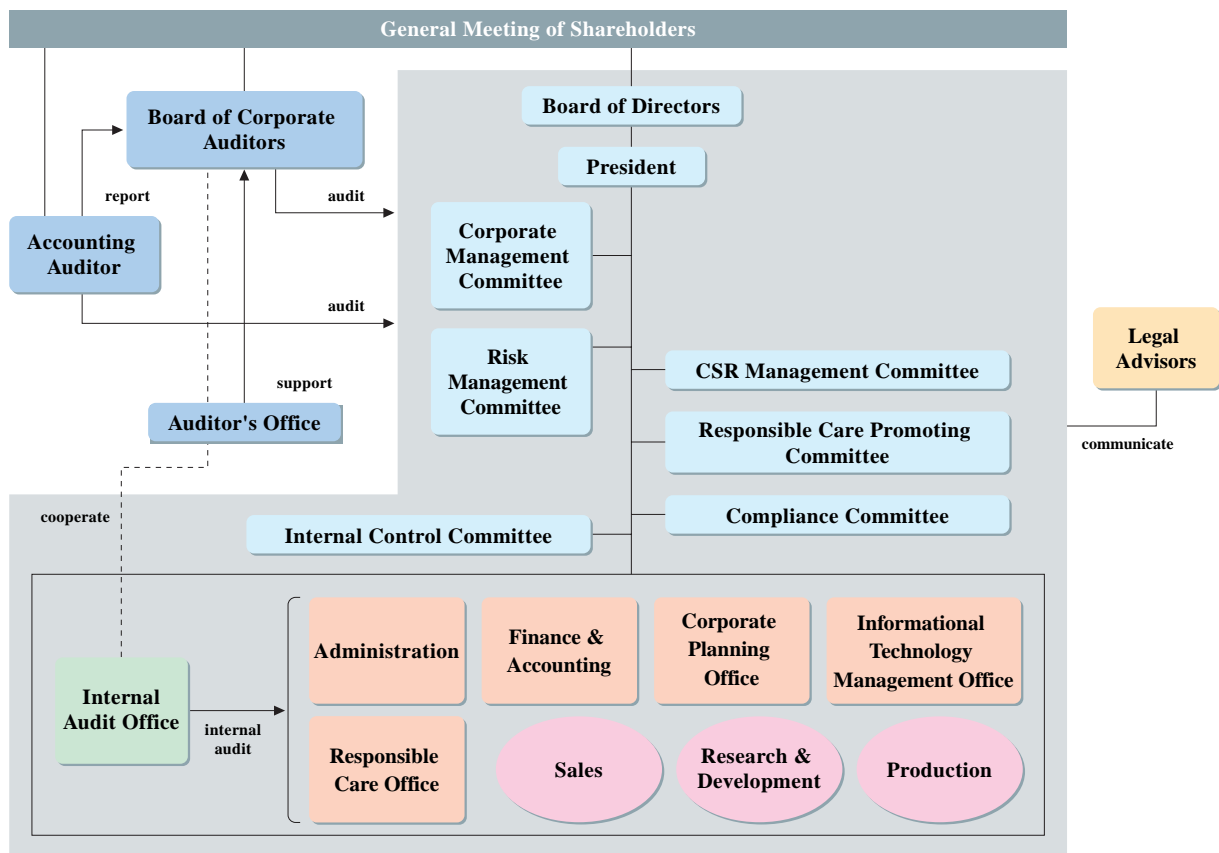 General Meeting of Shareholders
Board of Directors
Board of Corporate
Auditors
President
report
audit
Accounting
Auditor
Corporate
Management
Committee
audit
Risk
Management
Committee
Legal
Advisors
CSR Management Committee
support
Auditor's Office
Responsible Care Promoting
Committee
communicate
cooperate
Compliance Committee
Internal Control Committee
Administration
Finance &
Accounting
Corporate
Planning
Office
Informational
Technology
Management Office
Internal
Audit Office
internal
audit
Responsible
Care Office
Sales
Research &
Development
Production